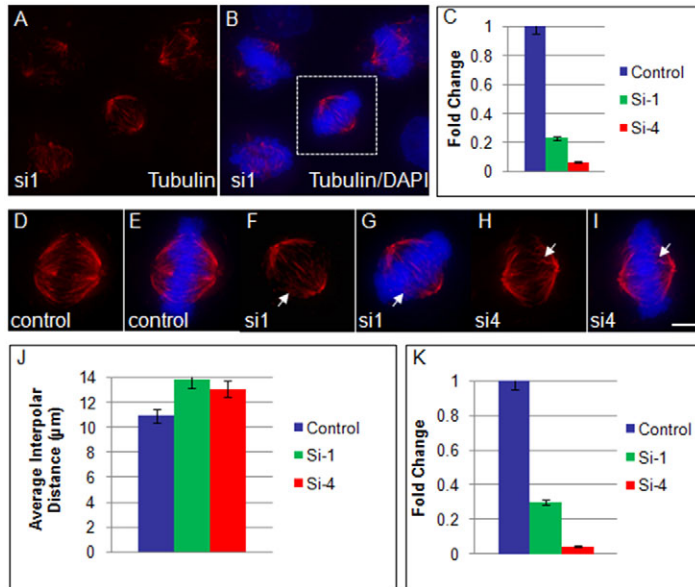 A
B
si1
Tubulin
si1
Tubulin/DAPI
C
Fold Change
1
0.8
0.6
0.4
0.2
0
Control
Si-1
Si-4
D
E
F
G
H
I
control
control
si1
si1
si4
si4
J
Average Interpolar
Distance (µm)
14
12
10
8
6
4
2
0
Control
Si-1
Si-4
K
Fold Change
1
0.8
0.6
0.4
0.2
0
Control
Si-1
Si-4